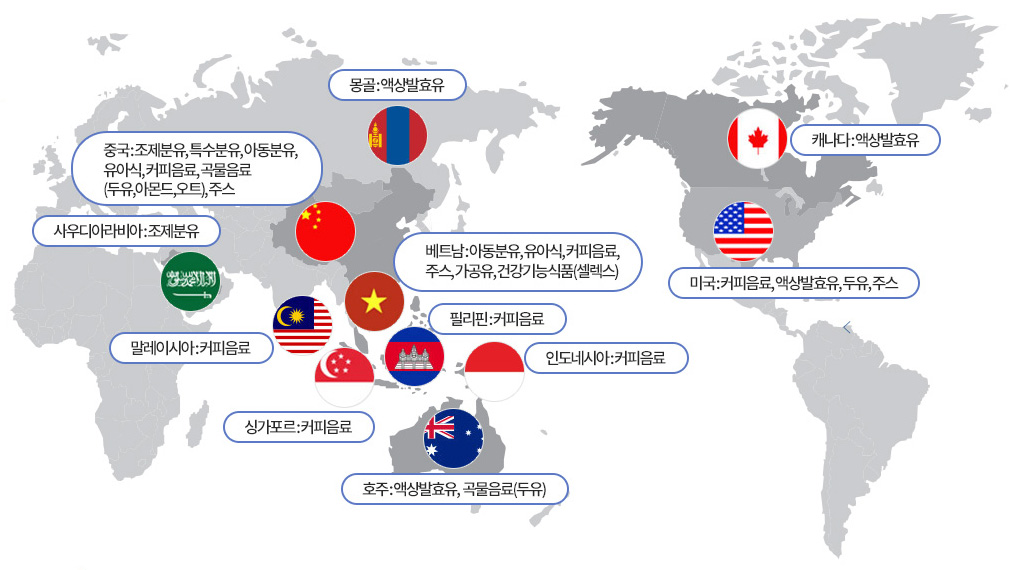 몽골:액상발효유
캐나다:액상발효유
중국:조제분유,특수분유,아동분유,
유아식,커피음료,곡물음료
(두유,아몬드,오트),주스
사우디아라비아:조제분유
베트남:아동분유,유아식,커피음료,
주스,가공유,건강기능식품(셀렉스)
미국:커피음료,액상발효유,두유,주스
필리핀:커피음료
말레이시아:커피음료
인도네시아:커피음료
싱가포르:커피음료
호주:액상발효유, 곡물음료(두유)